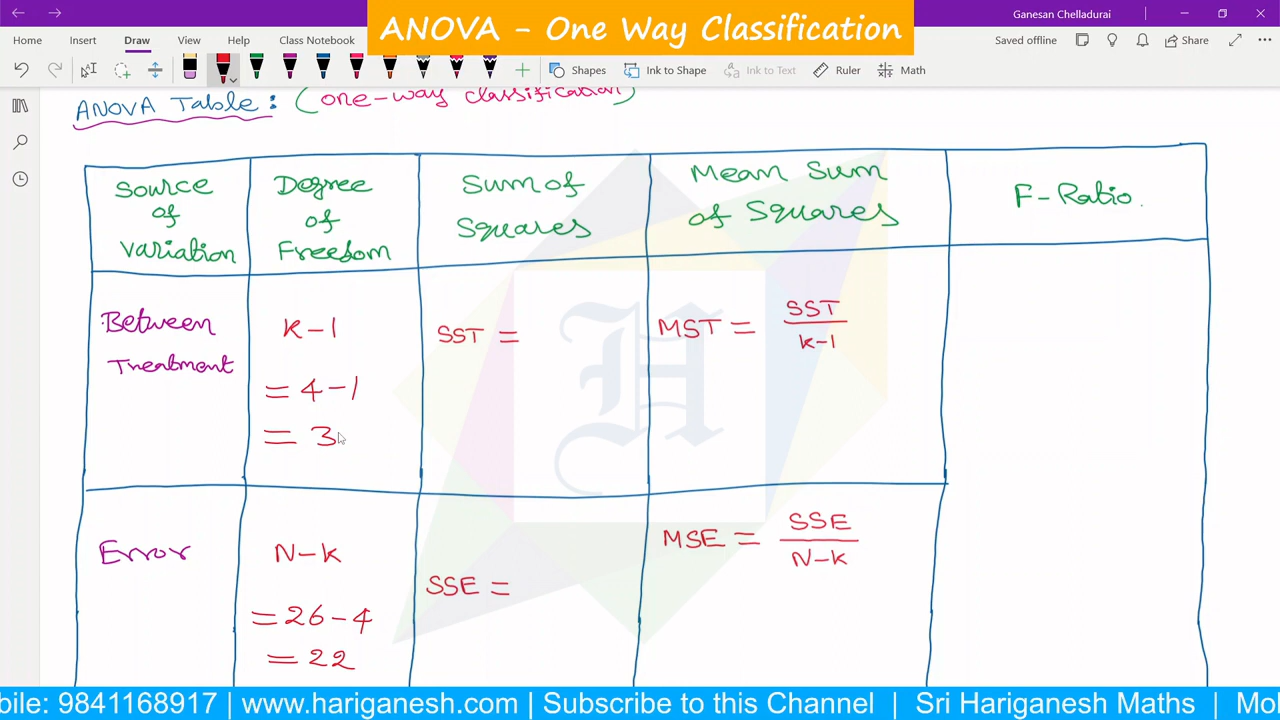 ANOVA – One Way Classification
Ganesan Chelladurai
Home Insert Draw View Help Class Notebook
Saved offline Share
Shapes Ink to Shape Ink to Text Ruler Math
ANOVA Table: (one-way classification)
Source of Variation
Degree of Freedom
Sum of Squares
Mean Sum of Squares
F-Ratio.
Between Treatment
k-1
= 4-1
= 3
SST =
MST = SST / k-1
Error
N-k
= 26-4
= 22
SSE =
MSE = SSE / N-k
bile: 9841168917 | www.hariganesh.com | Subscribe to this Channel | Sri Hariganesh Maths | Mo